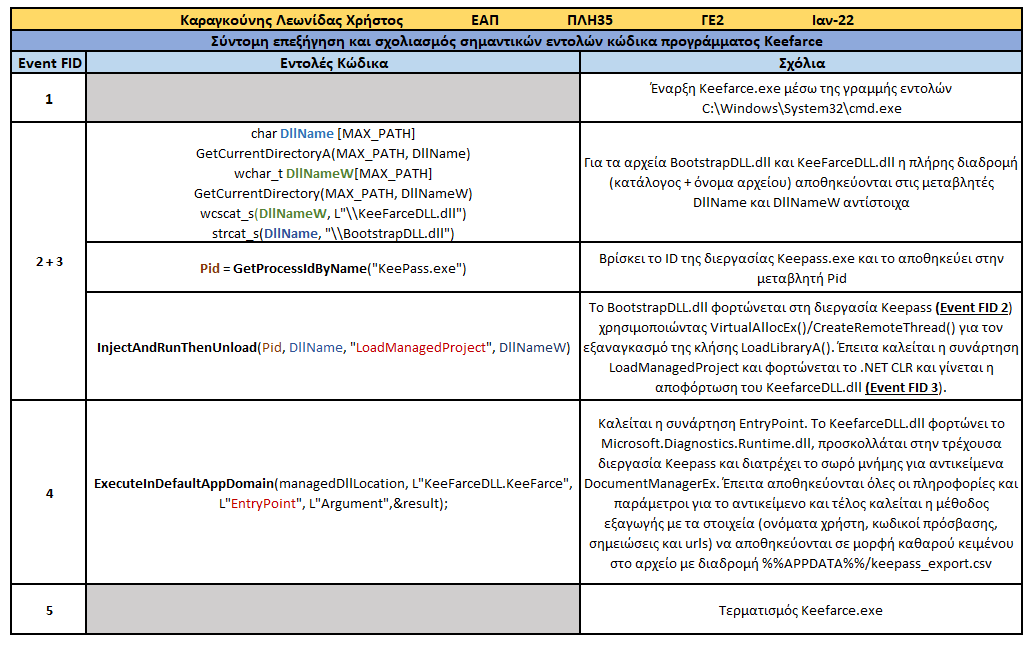 Καραγκούνης Λεωνίδας Χρήστος ΕΑΠ ΠΛΗ35 ΓΕ2 Ιαν-22
Σύντομη επεξήγηση και σχολιασμός σημαντικών εντολών κώδικα προγράμματος Keefarce
Event FID Εντολές Κώδικα Σχόλια
1
Έναρξη Keefarce.exe μέσω της γραμμής εντολών
C:\Windows\System32\cmd.exe
2 + 3
char DllName [MAX_PATH]
GetCurrentDirectoryA(MAX_PATH, DllName)
wchar_t DllNameW[MAX_PATH]
GetCurrentDirectory(MAX_PATH, DllNameW)
wcscat_s(DllNameW, L"\\KeeFarceDLL.dll")
strcat_s(DllName, "\\BootstrapDLL.dll")
Για τα αρχεία BootstrapDLL.dll και KeeFarceDLL.dll η πλήρης διαδρομή
(κατάλογος + όνομα αρχείου) αποθηκεύονται στις μεταβλητές
DllName και DllNameW αντίστοιχα
Pid = GetProcessIdByName("KeePass.exe")
Βρίσκει το ID της διεργασίας Keepass.exe και το αποθηκεύει στην
μεταβλητή Pid
InjectAndRunThenUnload(Pid, DllName, "LoadManagedProject", DllNameW)
Το BootstrapDLL.dll φορτώνεται στη διεργασία Keepass (Event FID 2)
χρησιμοποιώντας VirtualAllocEx()/CreateRemoteThread() για τον
εξαναγκασμό της κλήσης LoadLibraryA(). Έπειτα καλείται η συνάρτηση
LoadManagedProject και φορτώνεται το .NET CLR και γίνεται η
αποφόρτωση του KeefarceDLL.dll (Event FID 3).
4
ExecuteInDefaultAppDomain(managedDllLocation, L"KeeFarceDLL.KeeFarce",
L"EntryPoint", L"Argument",&result);
Καλείται η συνάρτηση EntryPoint. Το KeefarceDLL.dll φορτώνει το
Microsoft.Diagnostics.Runtime.dll, προσκολλάται στην τρέχουσα
διεργασία Keepass και διατρέχει το σωρό μνήμης για αντικείμενα
DocumentManagerEx. Έπειτα αποθηκεύονται όλες οι πληροφορίες και
παράμετροι για το αντικείμενο και τέλος καλείται η μέθοδος
εξαγωγής με τα στοιχεία (ονόματα χρήστη, κωδικοί πρόσβασης,
σημειώσεις και urls) να αποθηκεύονται σε μορφή καθαρού κειμένου
στο αρχείο με διαδρομή %%APPDATA%%/keepass_export.csv
5
Τερματισμός Keefarce.exe